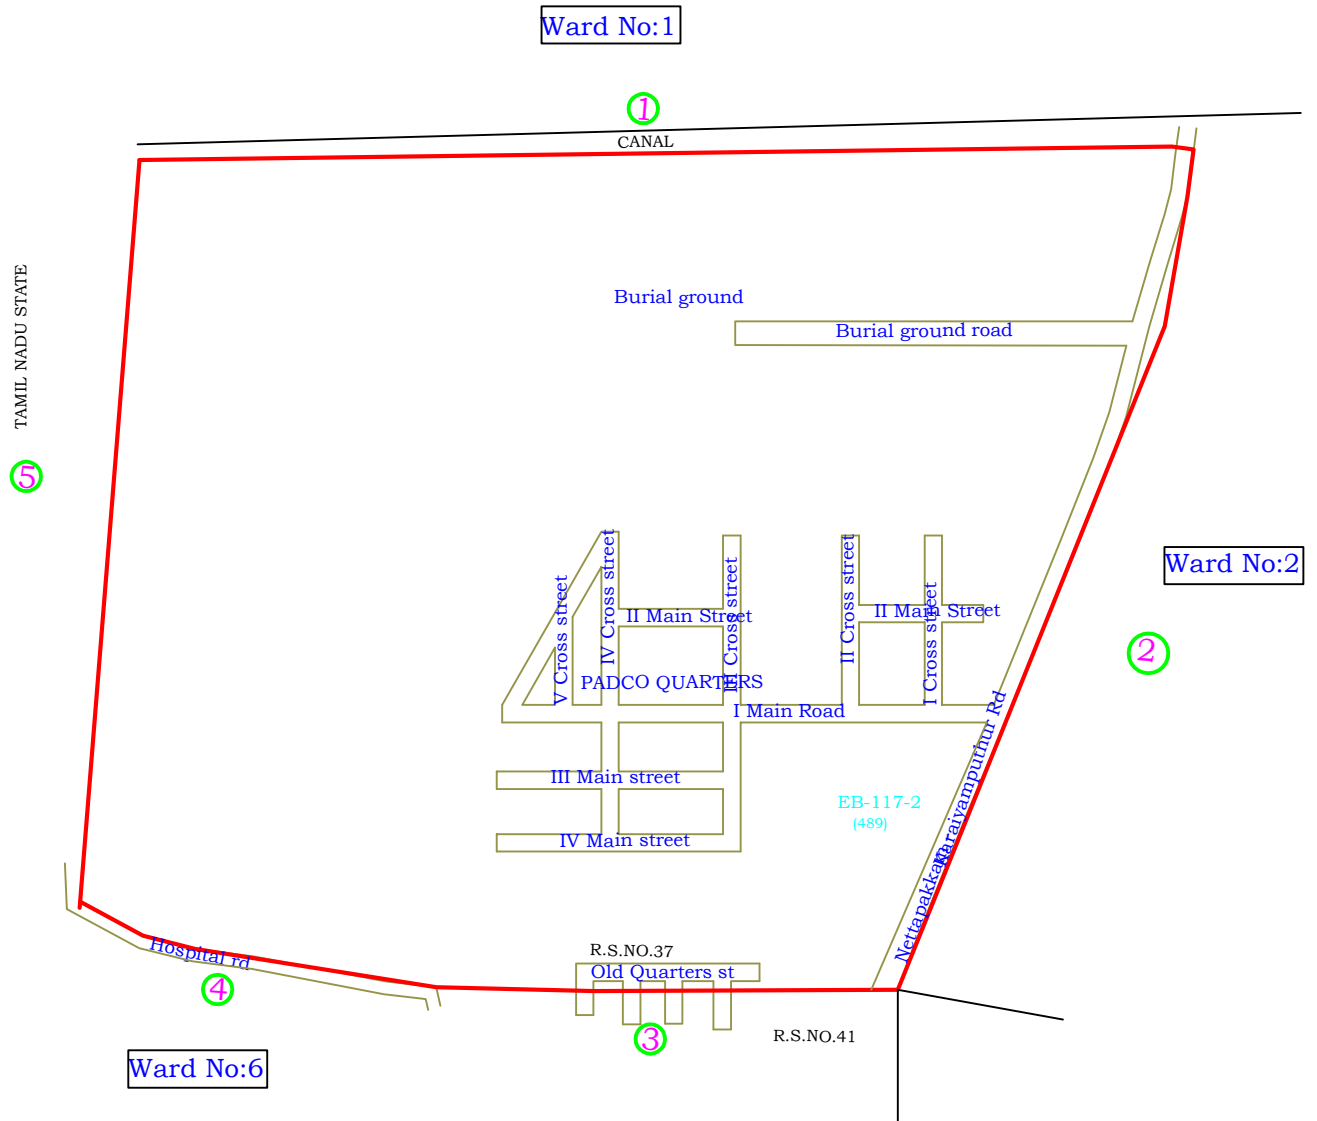 Ward No:1
1
CANAL
TAMIL NADU STATE
Burial ground
Burial ground road
5
Ward No:2
2
V Cross street
IV Cross street
III Cross street
II Cross street
I Cross street
II Main Street
II Main Street
PADCO QUARTERS
I Main Road
III Main street
EB-117-2
(489)
IV Main street
Nettapakkam
Karaiyamputhur Rd
Hospital rd
R.S.NO.37
Old Quarters st
4
3
R.S.NO.41
Ward No:6